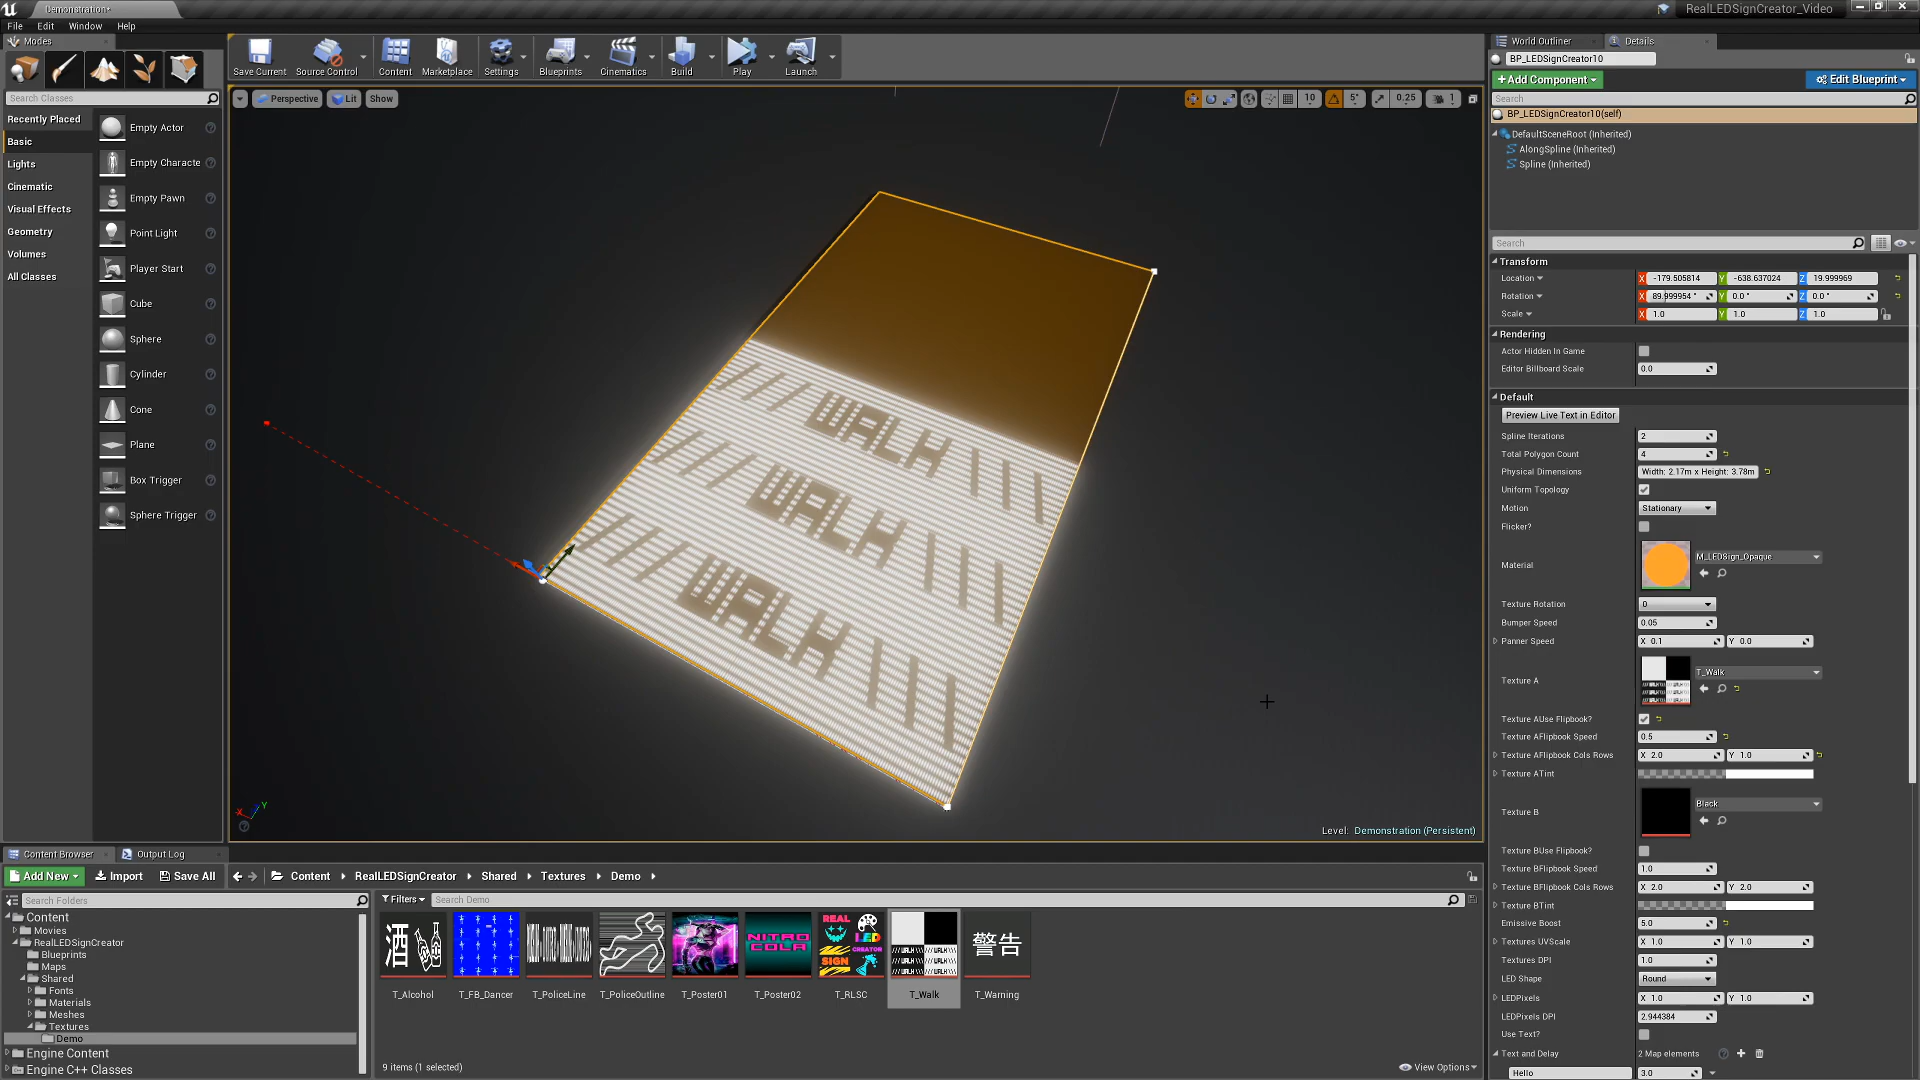 Demonstration*
RealLEDSignCreator_Video
File Edit Window Help
Modes
Search Classes
Recently Placed
Basic
Lights
Cinematic
Visual Effects
Geometry
Volumes
All Classes
Empty Actor
Empty Characte
Empty Pawn
Point Light
Player Start
Cube
Sphere
Cylinder
Cone
Plane
Box Trigger
Sphere Trigger
Save Current Source Control Content Marketplace Settings Blueprints Cinematics Build Play Launch
Perspective Lit Show
10 5° 0.25 1
WALK
WALK
WALK
X Y
Level: Demonstration (Persistent)
World Outliner Details
BP_LEDSignCreator10
+Add Component Edit Blueprint
Search
BP_LEDSignCreator10(self)
DefaultSceneRoot (Inherited)
AlongSpline (Inherited)
Spline (Inherited)
Search
Transform
Location X -179.505814 Y -638.637024 Z 19.999969
Rotation X 89.999954 ° Y 0.0 ° Z 0.0 °
Scale X 1.0 Y 1.0 Z 1.0
Rendering
Actor Hidden In Game
Editor Billboard Scale 0.0
Default
Preview Live Text in Editor
Spline Iterations 2
Total Polygon Count 4
Physical Dimensions Width: 2.17m x Height: 3.78m
Uniform Topology
Motion Stationary
Flicker?
Material M_LEDSign_Opaque
Texture Rotation 0
Bumper Speed 0.05
Panner Speed X 0.1 Y 0.0
Texture A T_Walk
Texture AUse Flipbook?
Texture AFlipbook Speed 0.5
Texture AFlipbook Cols Rows X 2.0 Y 1.0
Texture ATint
Texture B Black
Texture BUse Flipbook?
Texture BFlipbook Speed 1.0
Texture BFlipbook Cols Rows X 2.0 Y 2.0
Texture BTint
Emissive Boost 5.0
Textures UVScale X 1.0 Y 1.0
Textures DPI 1.0
LED Shape Round
LEDPixels X 1.0 Y 1.0
LEDPixels DPI 2.944384
Use Text?
Text and Delay 2 Map elements
Hello 3.0
Content Browser Output Log
Add New Import Save All Content RealLEDSignCreator Shared Textures Demo
Search Folders
Filters Search Demo
Content
Movies
RealLEDSignCreator
Blueprints
Maps
Shared
Fonts
Materials
Meshes
Textures
Demo
Engine Content
Engine C++ Classes
酒
NITRO
COLA
REAL
LED
CREATOR
SIGN
警告
T_Alcohol T_FB_Dancer T_PoliceLine T_PoliceOutline T_Poster01 T_Poster02 T_RLSC T_Walk T_Warning
9 items (1 selected)
View Options